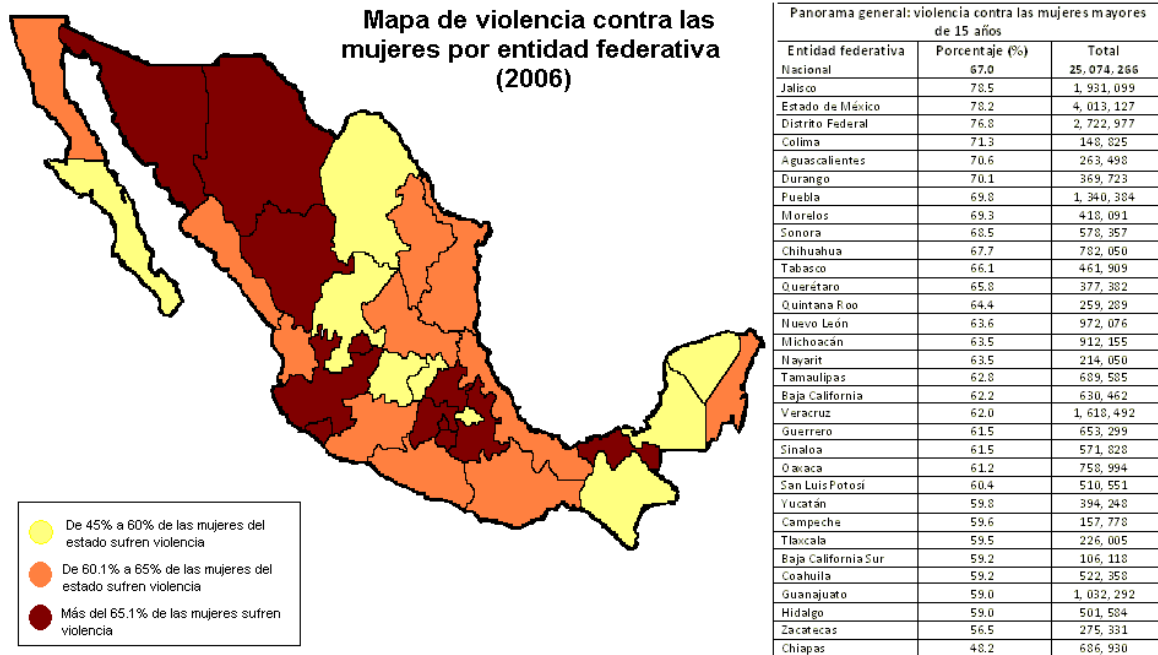 Mapa de violencia contra las
mujeres por entidad federativa
(2006)
De 45% a 60% de las mujeres del
estado sufren violencia
De 60.1% a 65% de las mujeres del
estado sufren violencia
Más del 65.1% de las mujeres sufren
violencia
Panorama general: violencia contra las mujeres mayores
de 15 años
Entidad federativa Porcentaje (%) Total
Nacional 67.0 25, 074, 266
Jalisco 78.5 1, 931, 099
Estado de México 78.2 4, 013, 127
Distrito Federal 76.8 2, 722, 977
Colima 71.3 148, 825
Aguascalientes 70.6 263, 498
Durango 70.1 369, 723
Puebla 69.8 1, 340, 384
Morelos 69.3 418, 091
Sonora 68.5 578, 357
Chihuahua 67.7 782, 050
Tabasco 66.1 461, 909
Querétaro 65.8 377, 382
Quintana Roo 64.4 259, 289
Nuevo León 63.6 972, 076
Michoacán 63.5 912, 155
Nayarit 63.5 214, 050
Tamaulipas 62.8 689, 585
Baja California 62.2 630, 462
Veracruz 62.0 1, 618, 492
Guerrero 61.5 653, 299
Sinaloa 61.5 571, 828
Oaxaca 61.2 758, 994
San Luis Potosí 60.4 510, 551
Yucatán 59.8 394, 248
Campeche 59.6 157, 778
Tlaxcala 59.5 226, 005
Baja California Sur 59.2 106, 118
Coahuila 59.2 522, 358
Guanajuato 59.0 1, 032, 292
Hidalgo 59.0 501, 584
Zacatecas 56.5 275, 331
Chiapas 48.2 686, 930